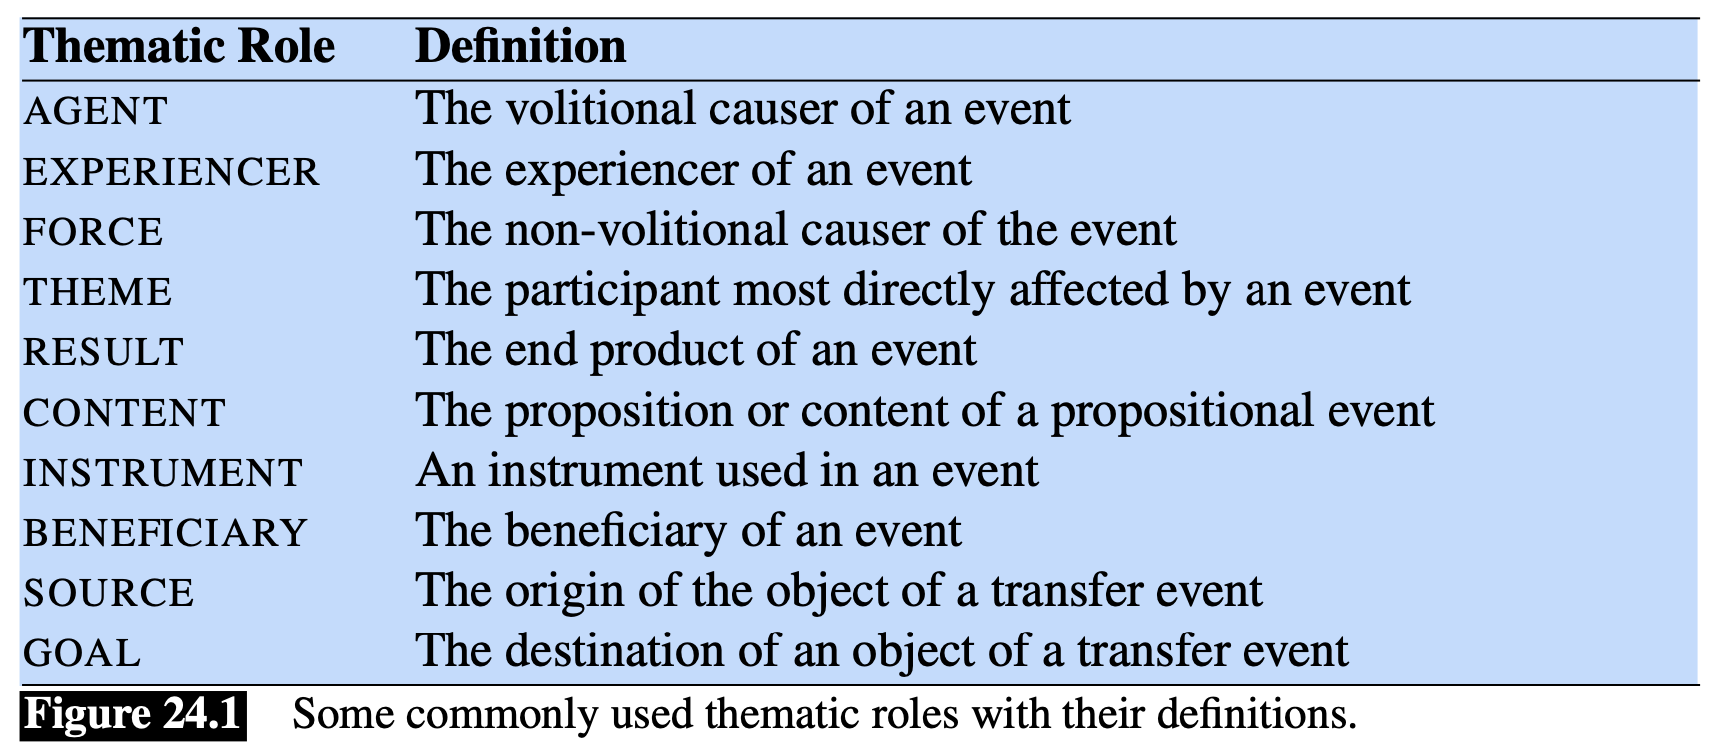 Thematic Role Definition
AGENT The volitional causer of an event
EXPERIENCER The experiencer of an event
FORCE The non-volitional causer of the event
THEME The participant most directly affected by an event
RESULT The end product of an event
CONTENT The proposition or content of a propositional event
INSTRUMENT An instrument used in an event
BENEFICIARY The beneficiary of an event
SOURCE The origin of the object of a transfer event
GOAL The destination of an object of a transfer event
Figure 24.1 Some commonly used thematic roles with their definitions.